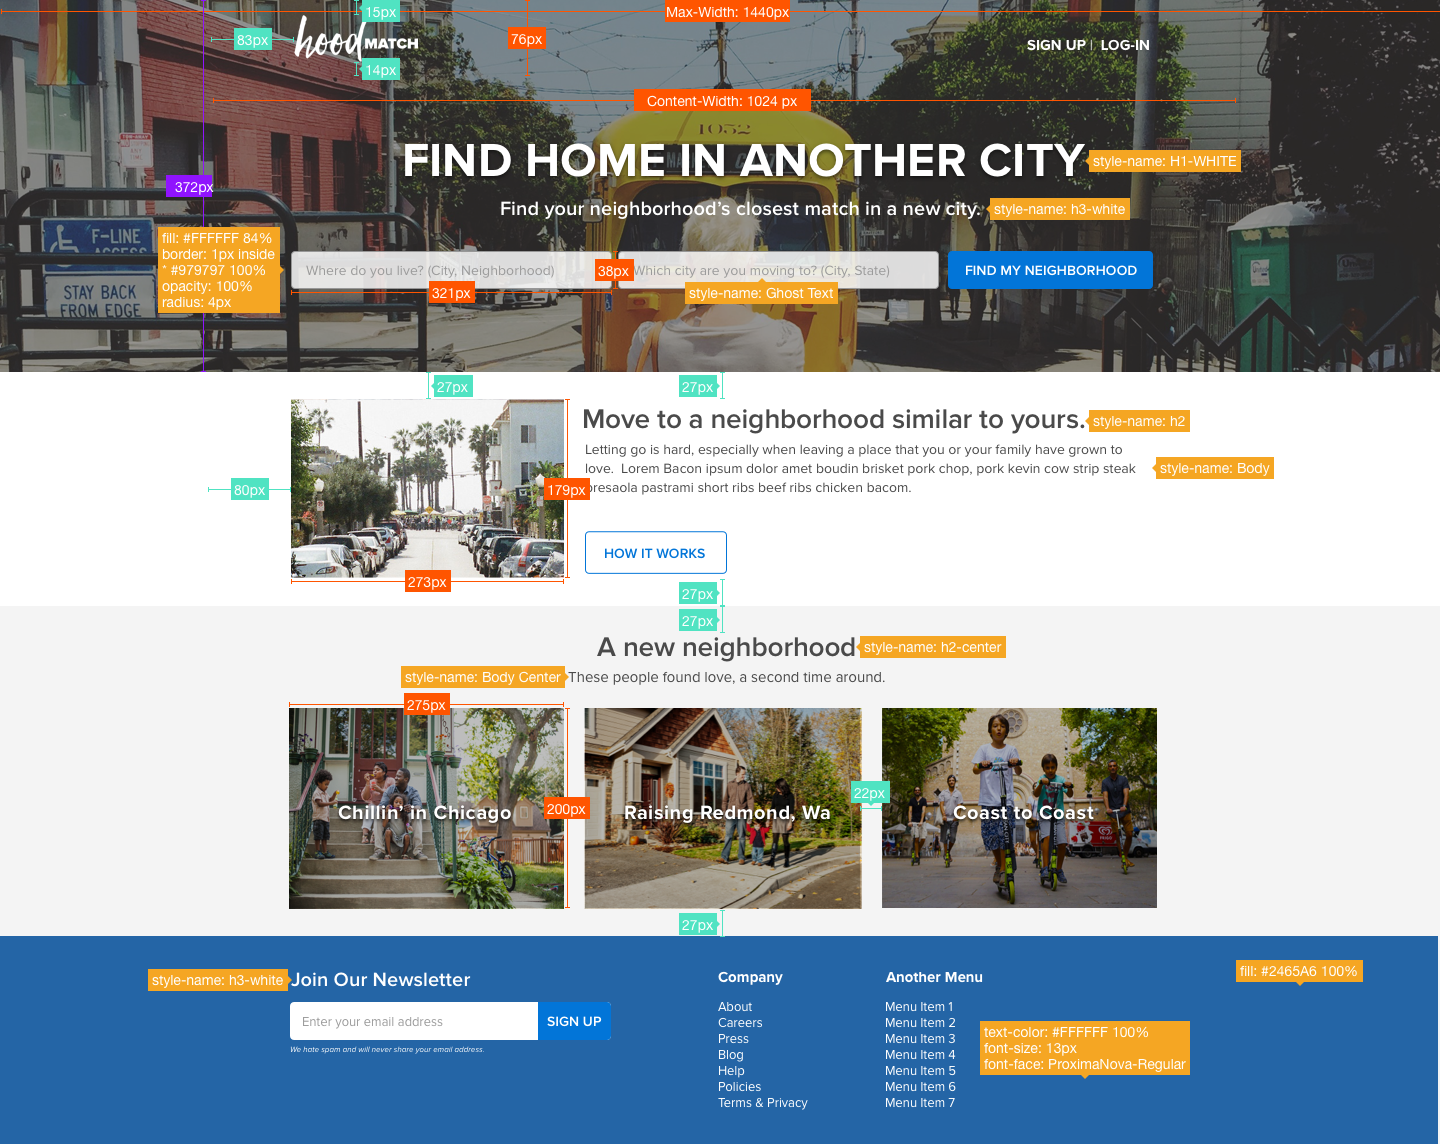 15px
Max-Width: 1440px
83px
hood MATCH
76px
SIGN UP | LOG-IN
14px
Content-Width: 1024 px
1052
FIND HOME IN ANOTHER CITY
style-name: H1-WHITE
372px
Find your neighborhood’s closest match in a new city.
style-name: h3-white
F-LINE
ACCESS
STAY BACK
FROM EDGE
fill: #FFFFFF 84%
border: 1px inside
* #979797 100%
opacity: 100%
radius: 4px
Where do you live? (City, Neighborhood)
38px
Which city are you moving to? (City, State)
FIND MY NEIGHBORHOOD
321px
style-name: Ghost Text
27px
27px
Move to a neighborhood similar to yours.
style-name: h2
Letting go is hard, especially when leaving a place that you or your family have grown to
love.  Lorem Bacon ipsum dolor amet boudin brisket pork chop, pork kevin cow strip steak
presaola pastrami short ribs beef ribs chicken bacom.
style-name: Body
80px
179px
HOW IT WORKS
273px
27px
27px
A new neighborhood
style-name: h2-center
style-name: Body Center
These people found love, a second time around.
275px
22px
Chillin’ in Chicago
200px
Raising Redmond, Wa
Coast to Coast
27px
style-name: h3-white
Join Our Newsletter
Enter your email address
SIGN UP
We hate spam and will never share your email address.
Company
About
Careers
Press
Blog
Help
Policies
Terms & Privacy
Another Menu
Menu Item 1
Menu Item 2
Menu Item 3
Menu Item 4
Menu Item 5
Menu Item 6
Menu Item 7
fill: #2465A6 100%
text-color: #FFFFFF 100%
font-size: 13px
font-face: ProximaNova-Regular